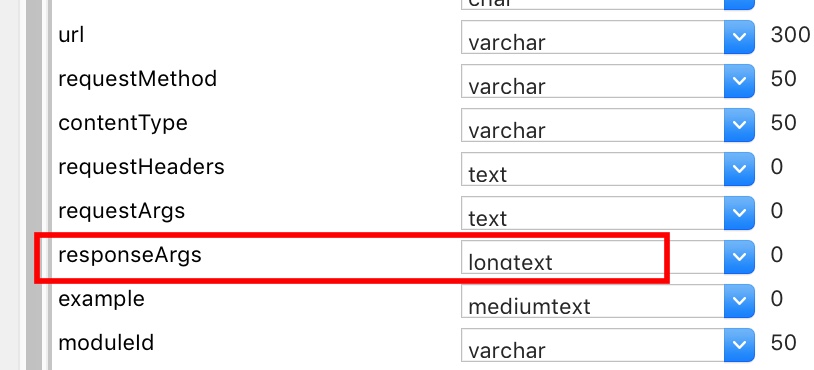 char
url varchar 300
requestMethod varchar 50
contentType varchar 50
requestHeaders text 0
requestArgs text 0
responseArgs longtext 0
example mediumtext 0
moduleId varchar 50